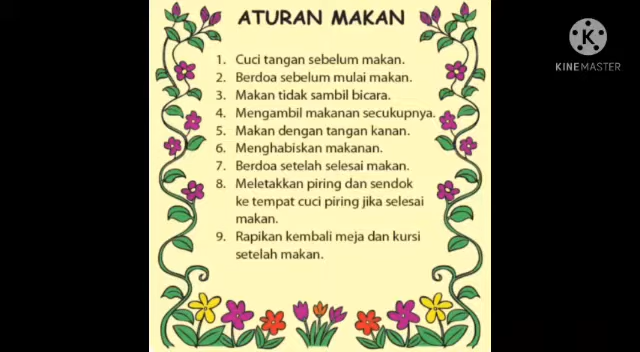 ATURAN MAKAN
1. Cuci tangan sebelum makan.
2. Berdoa sebelum mulai makan.
3. Makan tidak sambil bicara.
4. Mengambil makanan secukupnya.
5. Makan dengan tangan kanan.
6. Menghabiskan makanan.
7. Berdoa setelah selesai makan.
8. Meletakkan piring dan sendok
ke tempat cuci piring jika selesai
makan.
9. Rapikan kembali meja dan kursi
setelah makan.
K
KINEMASTER